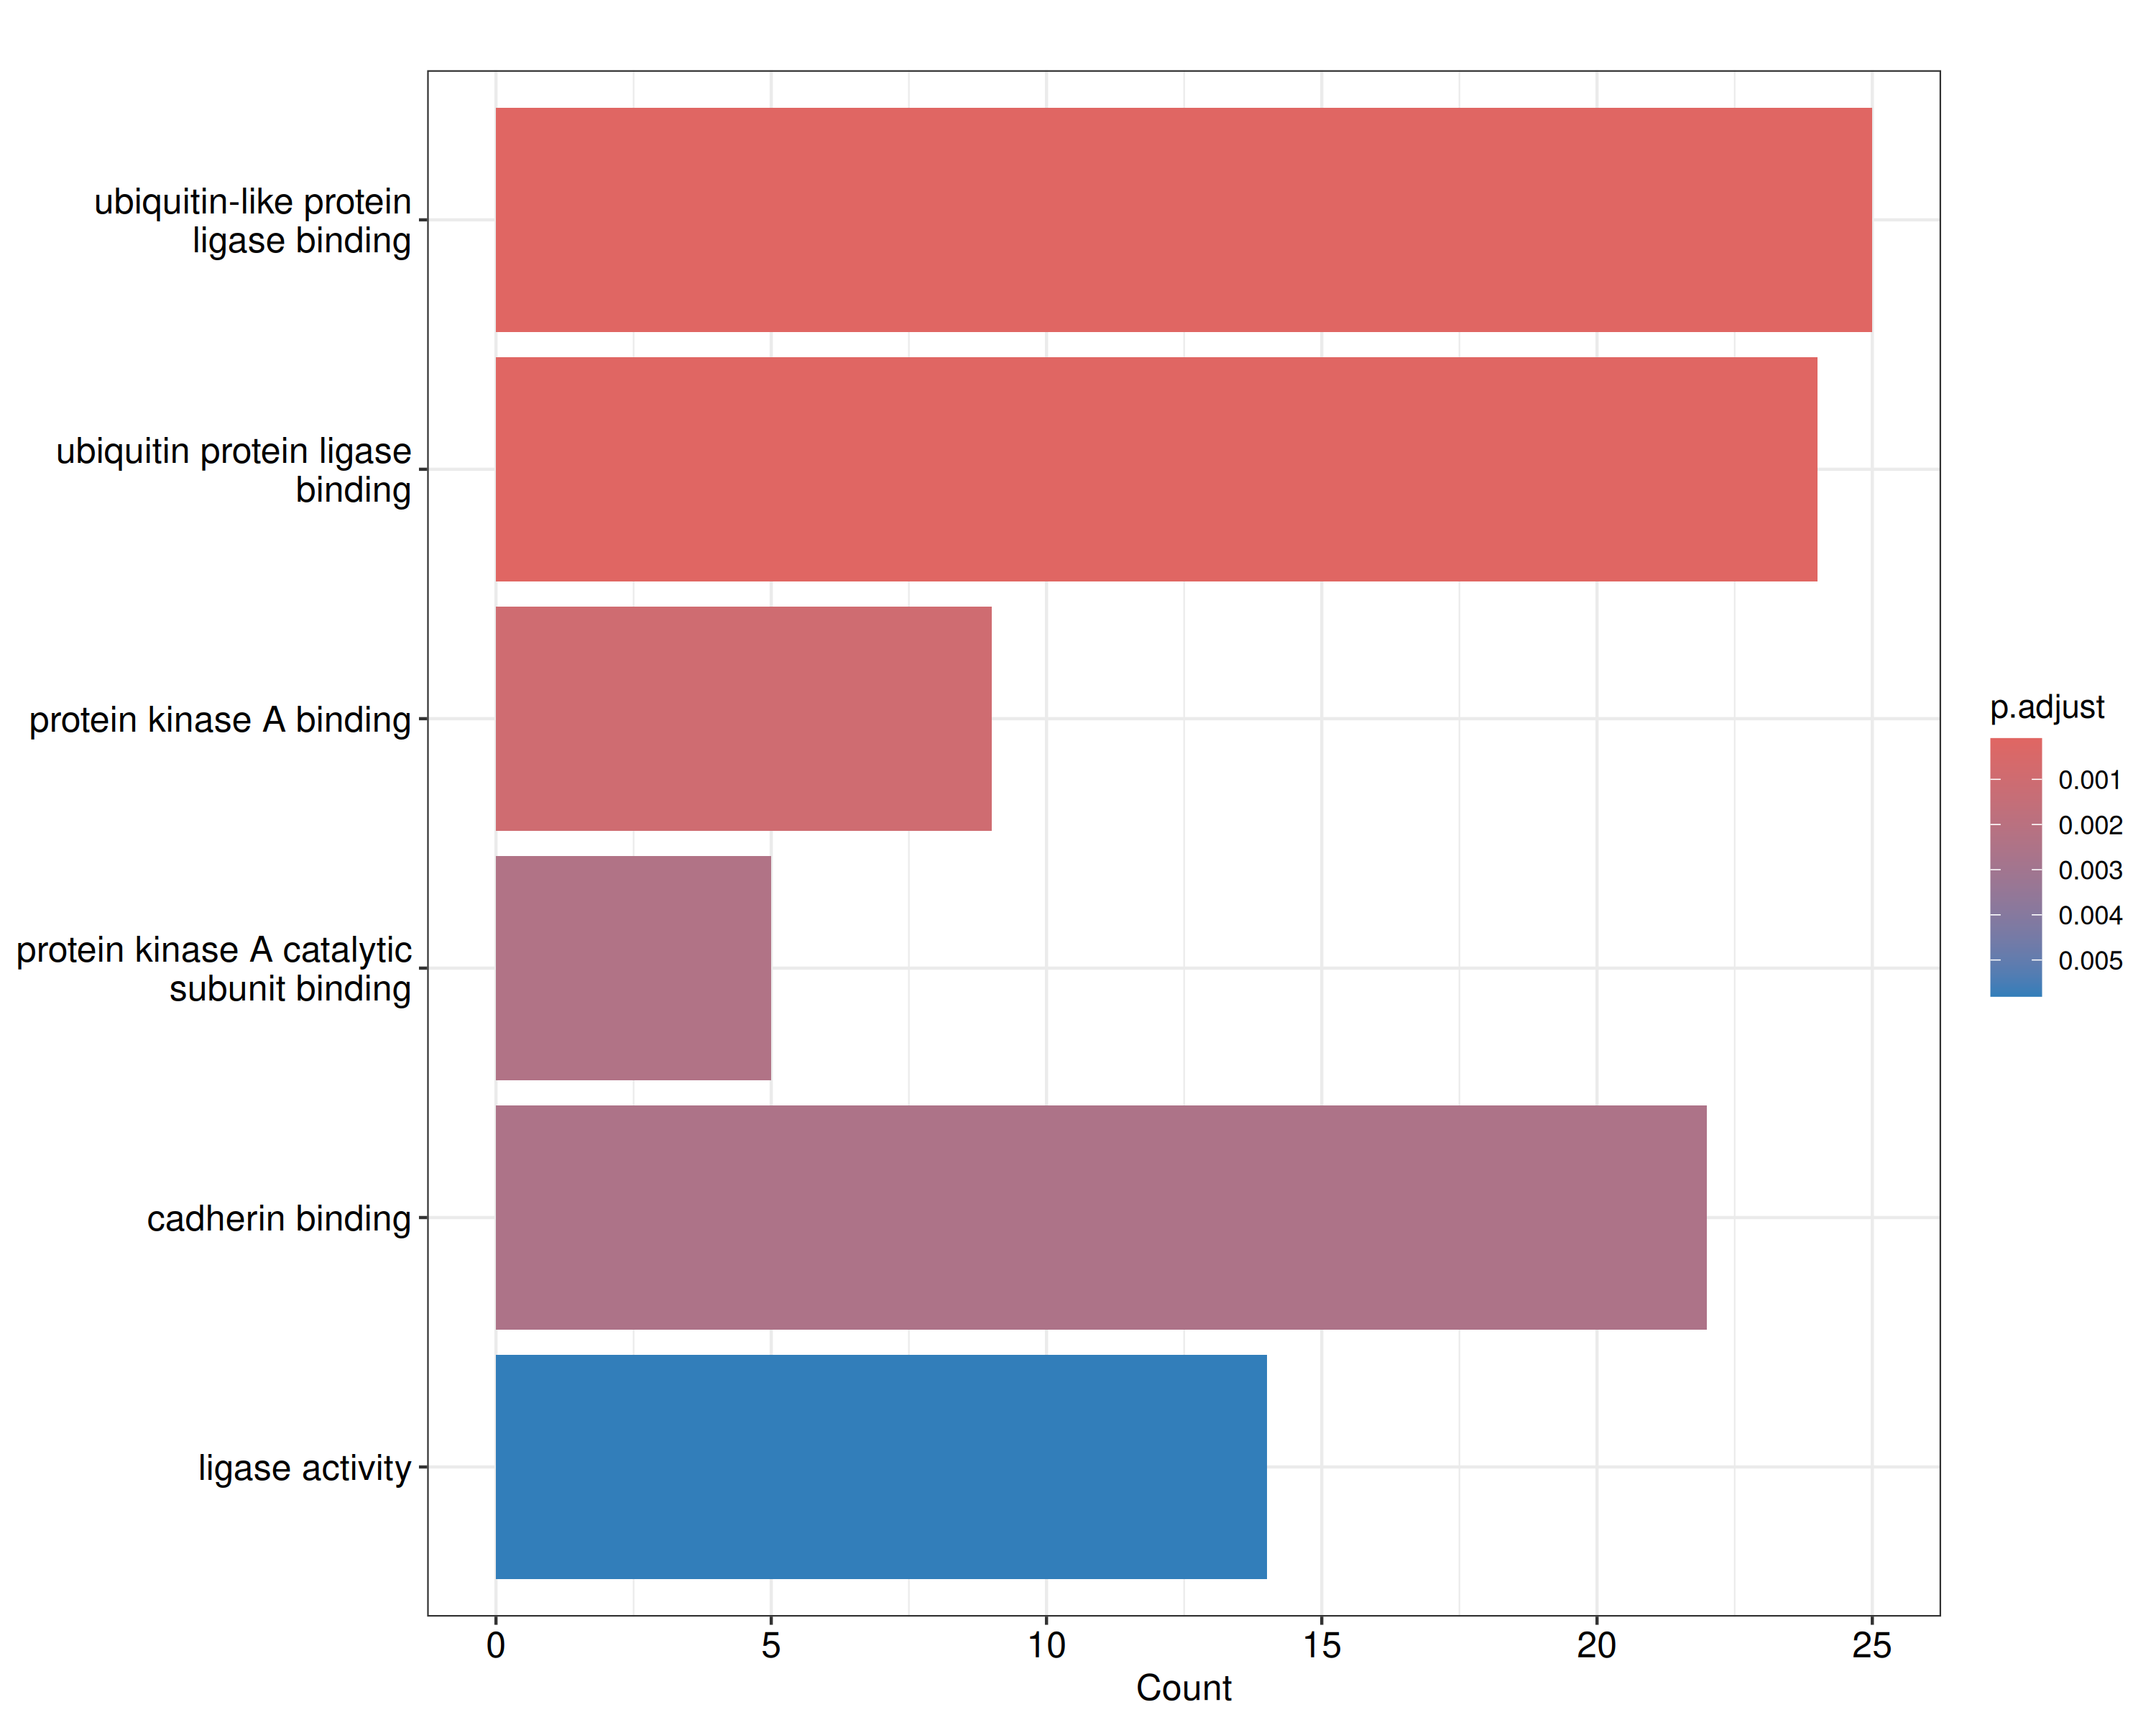 ubiquitin-like protein
ligase binding
ubiquitin protein ligase
binding
protein kinase A binding
protein kinase A catalytic
subunit binding
cadherin binding
ligase activity
0 5 10 15 20 25
Count
p.adjust
0.001
0.002
0.003
0.004
0.005